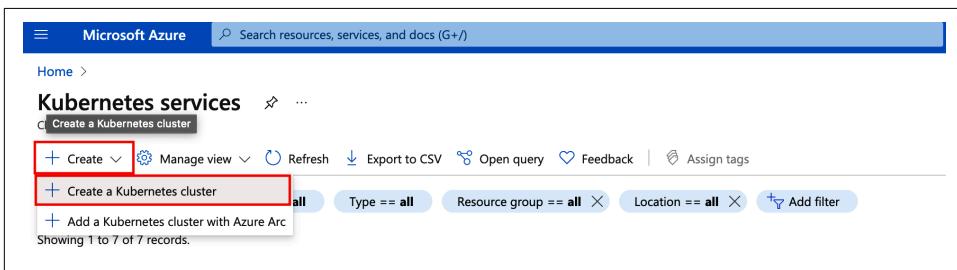 Microsoft Azure Search resources, services, and docs (G+/)
Home >
Kubernetes services ...
Create a Kubernetes cluster
+ Create Manage view Refresh Export to CSV Open query Feedback Assign tags
+ Create a Kubernetes cluster all Type == all Resource group == all × Location == all × Add filter
+ Add a Kubernetes cluster with Azure Arc
Showing 1 to 7 of 7 records.